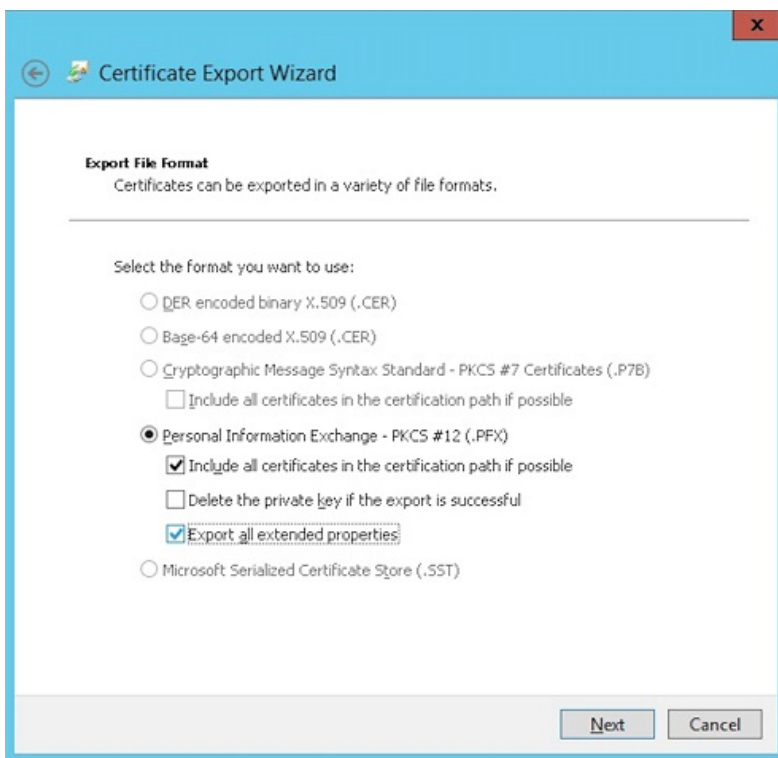 x
Certificate Export Wizard
Export File Format
Certificates can be exported in a variety of file formats.
Select the format you want to use:
DER encoded binary X.509 (.CER)
Base-64 encoded X.509 (.CER)
Cryptographic Message Syntax Standard - PKCS #7 Certificates (.P7B)
Include all certificates in the certification path if possible
Personal Information Exchange - PKCS #12 (.PFX)
Include all certificates in the certification path if possible
Delete the private key if the export is successful
Export all extended properties
Microsoft Serialized Certificate Store (.SST)
Next Cancel